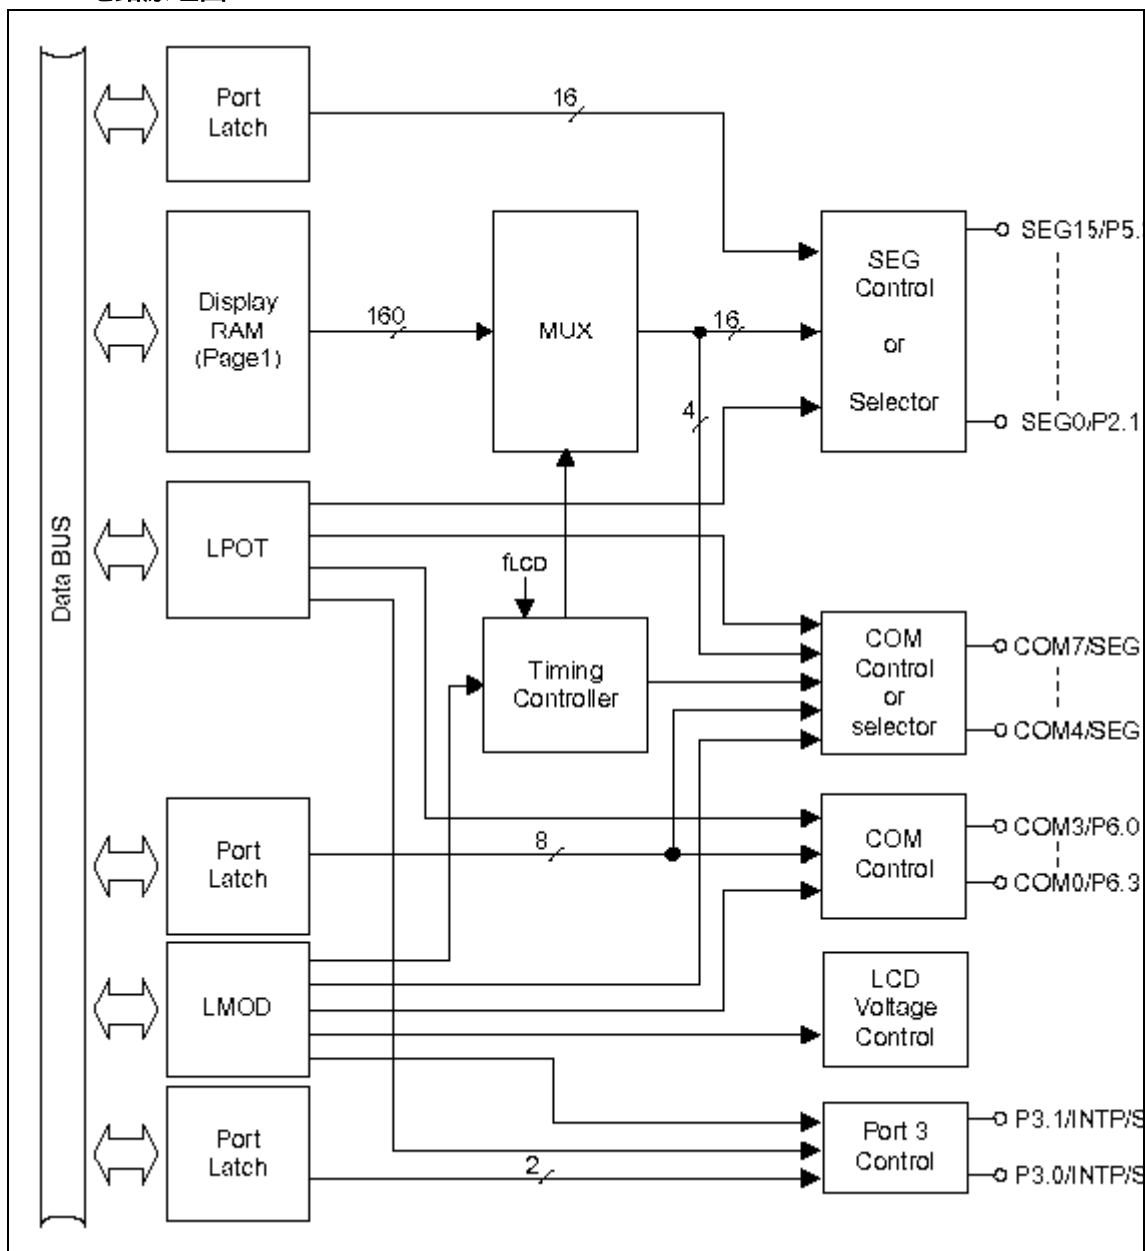 Port
Latch
16
Display
RAM
(Page1)
160
MUX
16
4
SEG
Control
or
Selector
SEG15/P5.
SEG0/P2.1
Data BUS
LPOT
fLCD
Timing
Controller
COM
Control
or
selector
COM7/SEG
COM4/SEG
Port
Latch
8
COM
Control
COM3/P6.0
COM0/P6.3
LMOD
LCD
Voltage
Control
Port
Latch
2
Port 3
Control
P3.1/INTP/S
P3.0/INTP/S